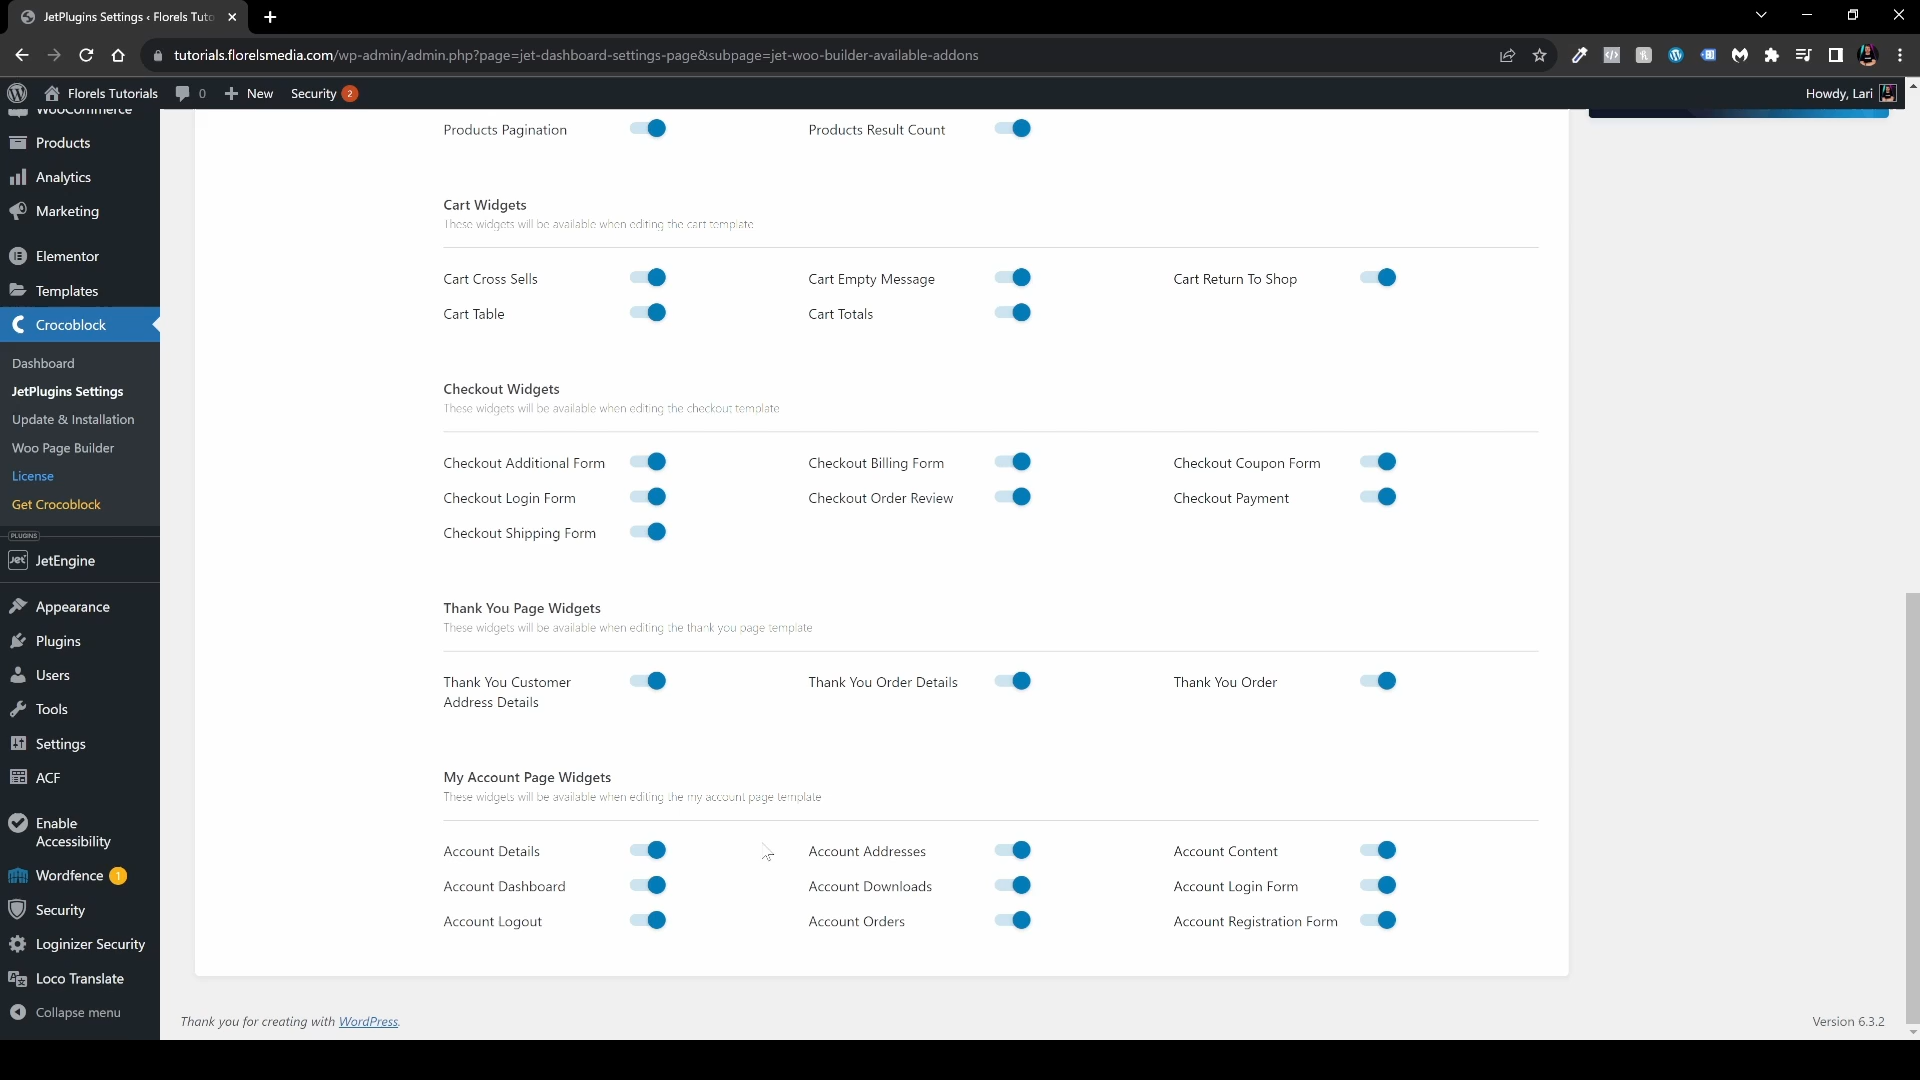 JetPlugins Settings ‹ Florels Tuto
tutorials.florelsmedia.com/wp-admin/admin.php?page=jet-dashboard-settings-page&subpage=jet-woo-builder-available-addons
Florels Tutorials
0
New
Security 2
Howdy, Lari
WooCommerce
Products
Analytics
Marketing
Elementor
Templates
Crocoblock
Dashboard
JetPlugins Settings
Update & Installation
Woo Page Builder
License
Get Crocoblock
PLUGINS
Jet JetEngine
Appearance
Plugins
Users
Tools
Settings
ACF
Enable
Accessibility
Wordfence 1
Security
Loginizer Security
Loco Translate
Collapse menu
Products Pagination
Products Result Count
Cart Widgets
These widgets will be available when editing the cart template
Cart Cross Sells
Cart Empty Message
Cart Return To Shop
Cart Table
Cart Totals
Checkout Widgets
These widgets will be available when editing the checkout template
Checkout Additional Form
Checkout Billing Form
Checkout Coupon Form
Checkout Login Form
Checkout Order Review
Checkout Payment
Checkout Shipping Form
Thank You Page Widgets
These widgets will be available when editing the thank you page template
Thank You Customer
Address Details
Thank You Order Details
Thank You Order
My Account Page Widgets
These widgets will be available when editing the my account page template
Account Details
Account Addresses
Account Content
Account Dashboard
Account Downloads
Account Login Form
Account Logout
Account Orders
Account Registration Form
Thank you for creating with WordPress.
Version 6.3.2